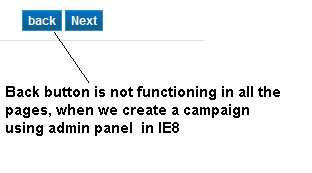 back Next
Back button is not functioning in all the
pages, when we create a campaign
using admin panel in IE8